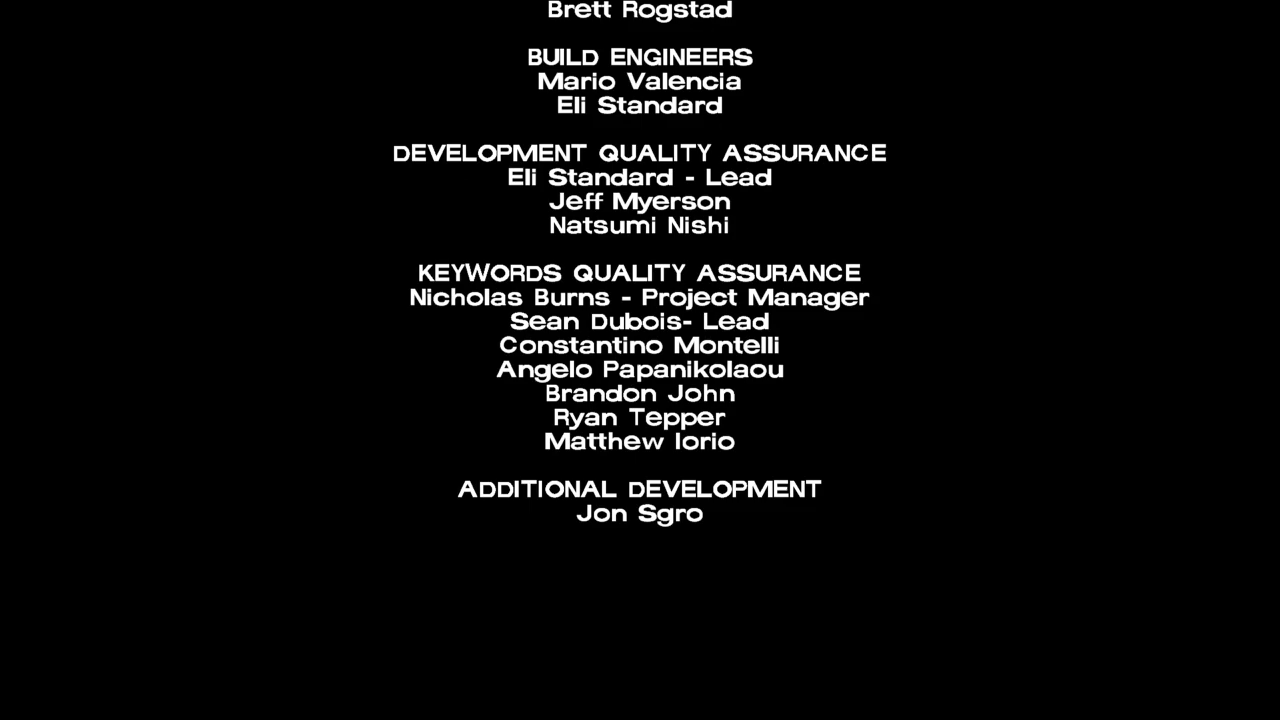 Brett Rogstad
BUILD ENGINEERS
Mario Valencia
Eli Standard
DEVELOPMENT QUALITY ASSURANCE
Eli Standard - Lead
Jeff Myerson
Natsumi Nishi
KEYWORDS QUALITY ASSURANCE
Nicholas Burns - Project Manager
Sean Dubois- Lead
Constantino Montelli
Angelo Papanikolaou
Brandon John
Ryan Tepper
Matthew Iorio
ADDITIONAL DEVELOPMENT
Jon Sgro